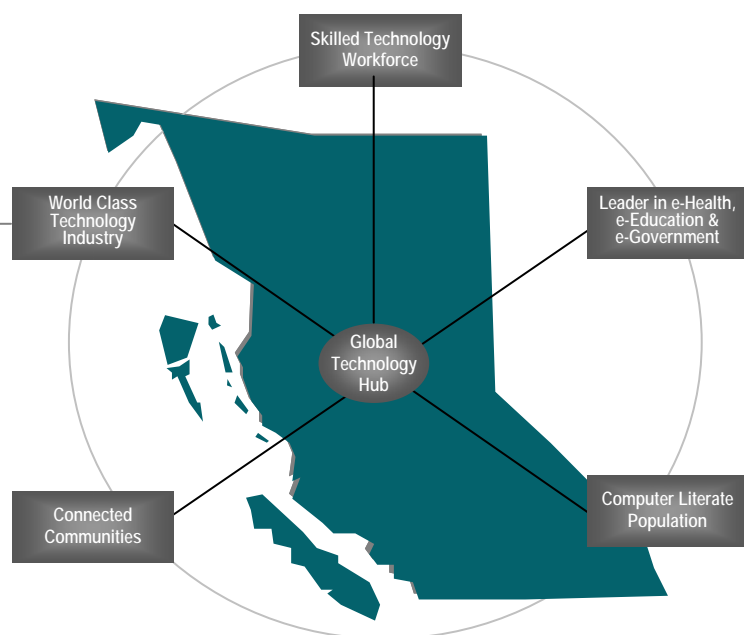 Skilled Technology
Workforce
World Class
Technology
Industry
Leader in e-Health,
e-Education &
e-Government
Global
Technology
Hub
Connected
Communities
Computer Literate
Population